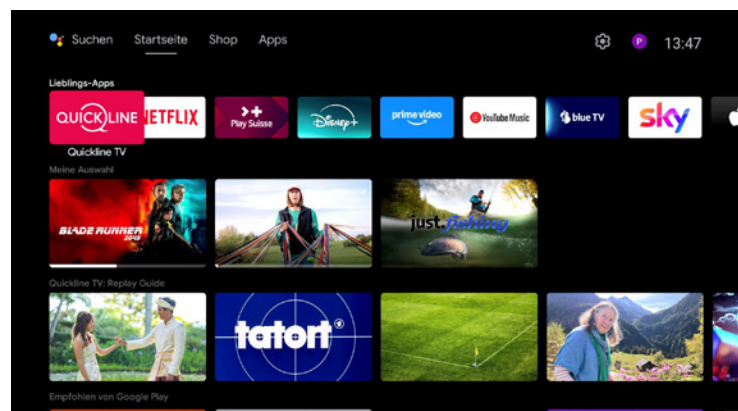 Suchen Startseite Shop Apps P 13:47
Lieblings-Apps
QUICKLINE NETFLIX Play Suisse Disney+ prime video YouTube Music blue TV sky
Quickline TV
Meine Auswahl
BLADE RUNNER
2049
just.fishing
Quickline TV: Replay Guide
tatort
Empfohlen von Google Play